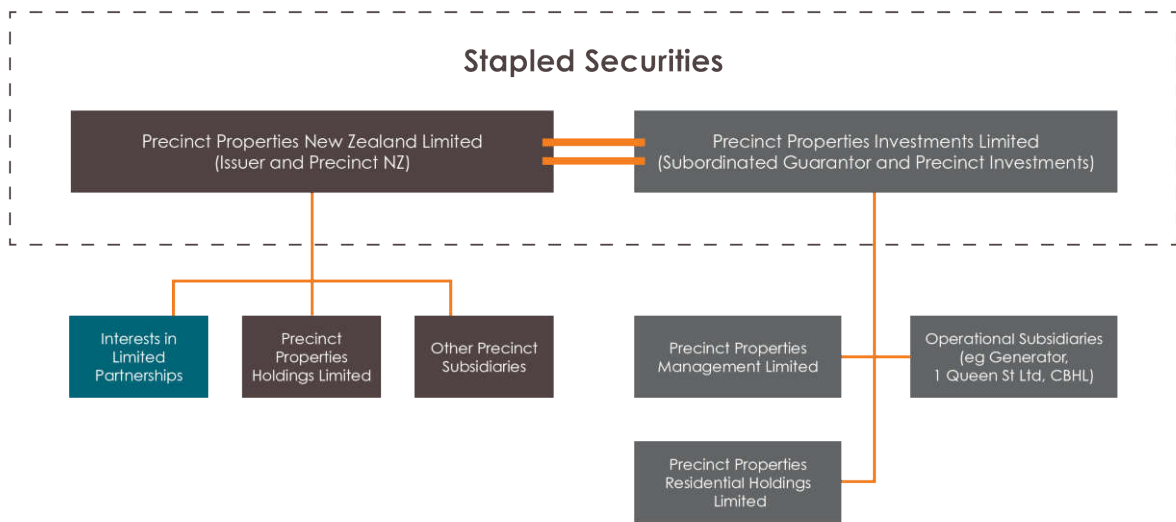 Stapled Securities
Precinct Properties New Zealand Limited
(Issuer and Precinct NZ)
Precinct Properties Investments Limited
(Subordinated Guarantor and Precinct Investments)
Interests in
Limited
Partnerships
Precinct
Properties
Holdings Limited
Other Precinct
Subsidiaries
Precinct Properties
Management Limited
Operational Subsidiaries
(eg Generator,
1 Queen St Ltd, CBHL)
Precinct Properties
Residential Holdings
Limited